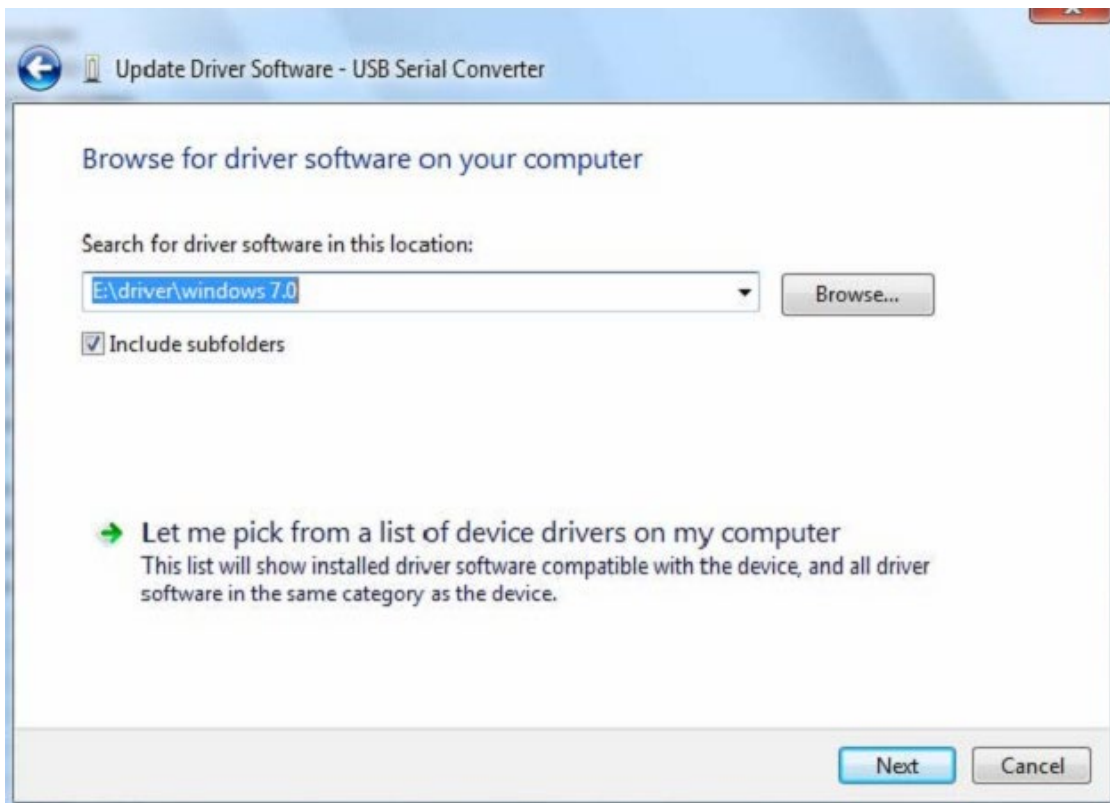 Update Driver Software - USB Serial Converter
Browse for driver software on your computer
Search for driver software in this location:
E:\driver\windows 7.0
Browse...
Include subfolders
Let me pick from a list of device drivers on my computer
This list will show installed driver software compatible with the device, and all driver
software in the same category as the device.
Next
Cancel